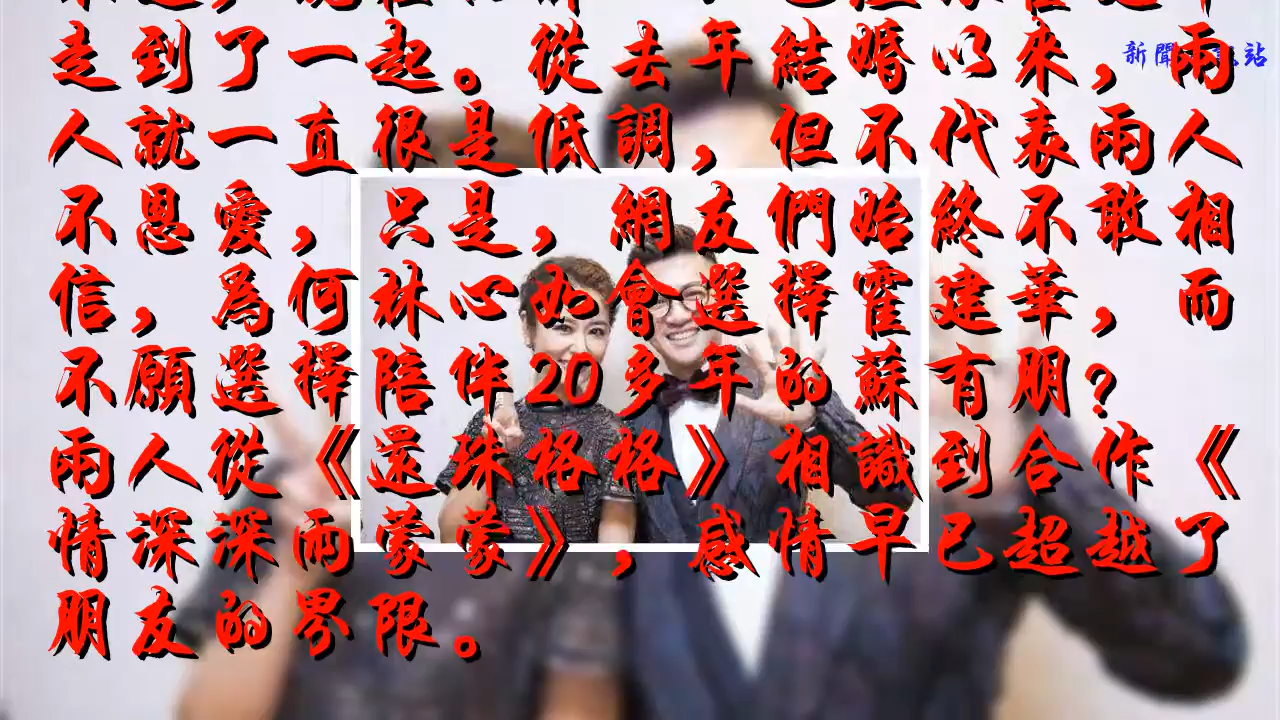 走到了一起。從去年結婚以來，兩
人就一直很是低調，但不代表兩人
不恩愛，只是，網友們始終不敢相
信，為何林心如會選擇霍建華，而
不願選擇陪伴20多年的蘇有朋？
兩人從《還珠格格》相識到合作《
情深深雨蒙蒙》，感情早已超越了
朋友的界限。
新聞
站